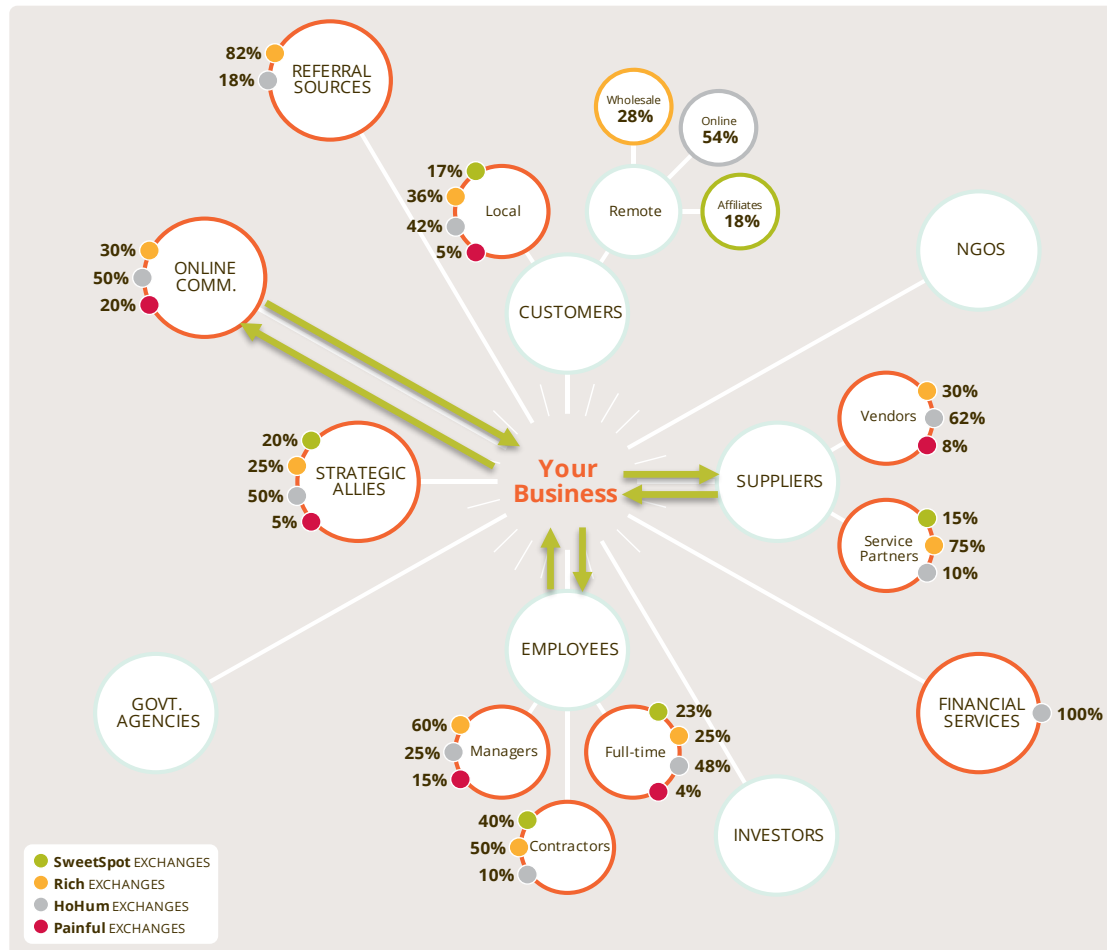 82%
18%
REFERRAL
SOURCES
Wholesale
28%
Online
54%
17%
36%
42%
5%
Local
Remote
Affiliates
18%
NGOS
30%
50%
20%
ONLINE
COMM.
CUSTOMERS
Vendors
30%
62%
8%
20%
25%
50%
5%
STRATEGIC
ALLIES
Your
Business
SUPPLIERS
Service
Partners
15%
75%
10%
EMPLOYEES
GOVT.
AGENCIES
FINANCIAL
SERVICES
100%
60%
25%
15%
Managers
Full-time
23%
25%
48%
4%
40%
50%
10%
Contractors
INVESTORS
SweetSpot EXCHANGES
Rich EXCHANGES
HoHum EXCHANGES
Painful EXCHANGES